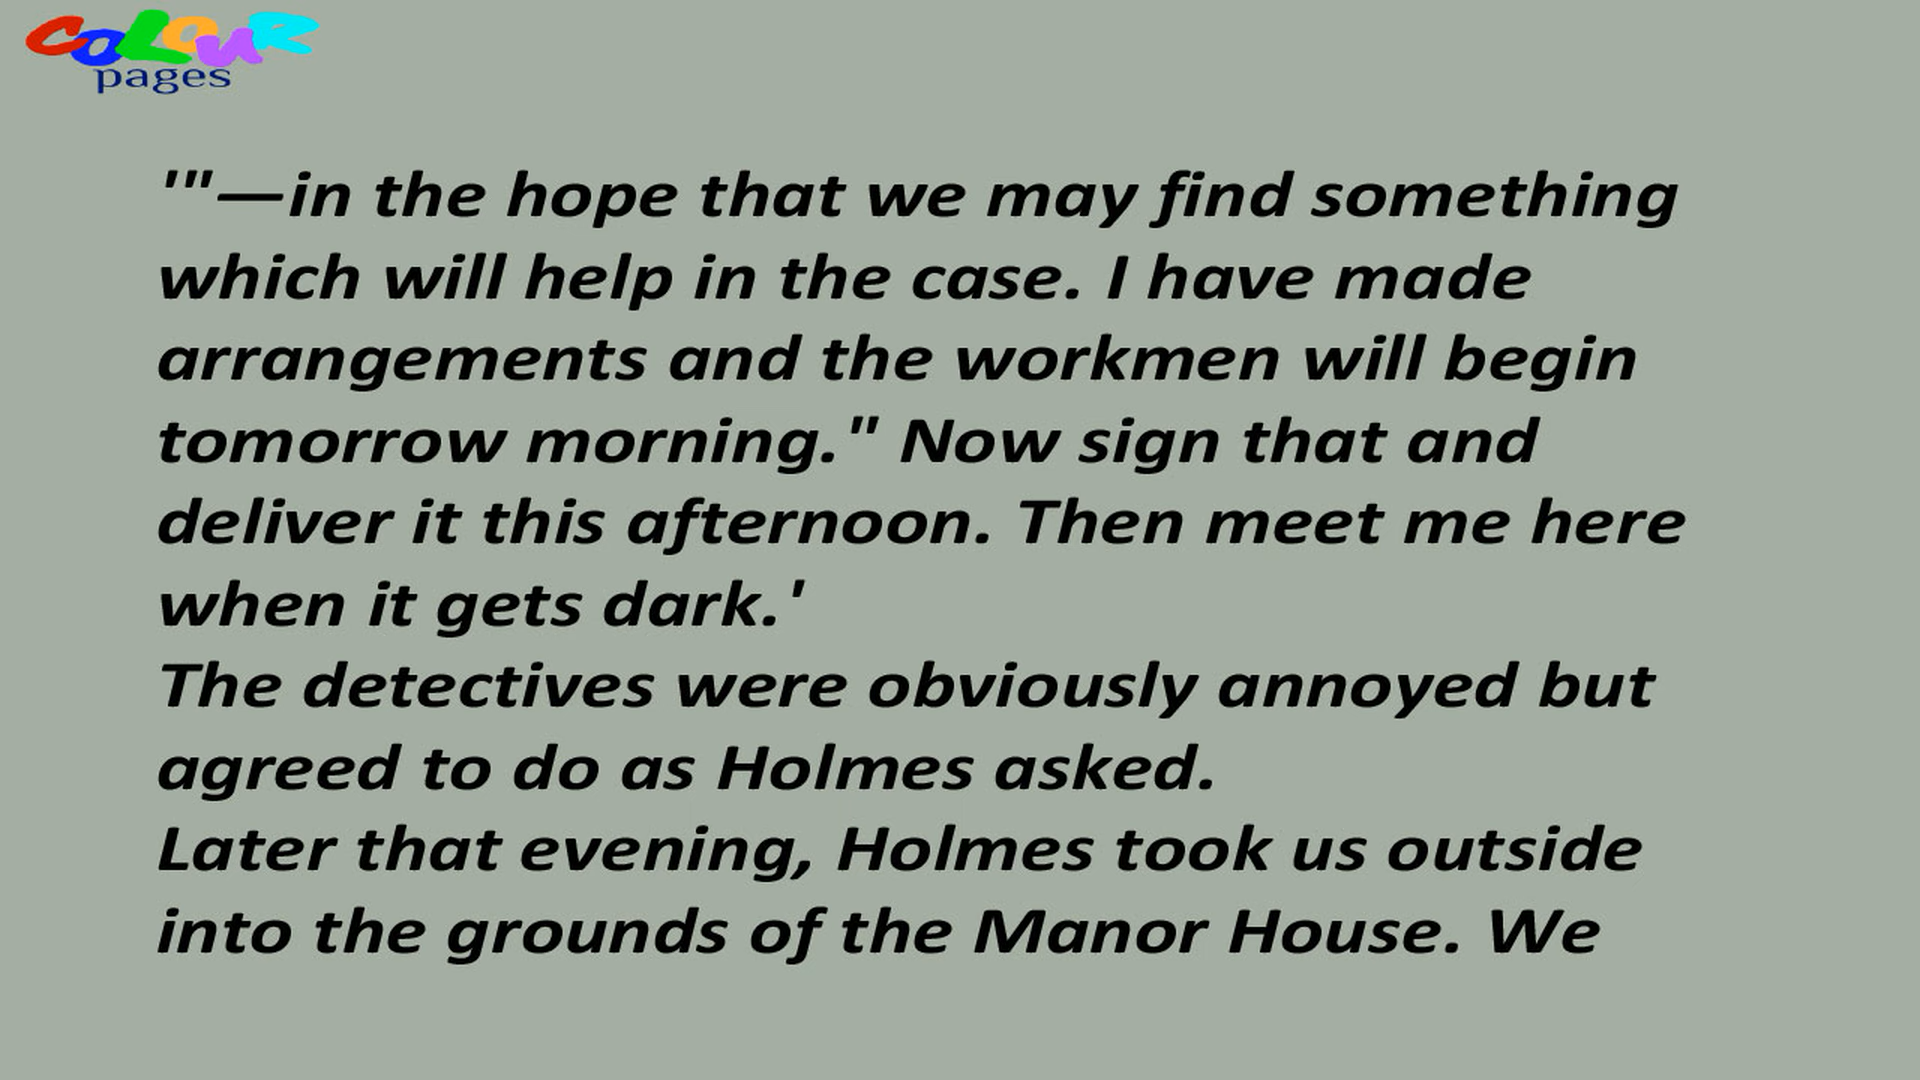 COLOUR
pages
'"—in the hope that we may find something
which will help in the case. I have made
arrangements and the workmen will begin
tomorrow morning." Now sign that and
deliver it this afternoon. Then meet me here
when it gets dark.'
The detectives were obviously annoyed but
agreed to do as Holmes asked.
Later that evening, Holmes took us outside
into the grounds of the Manor House. We